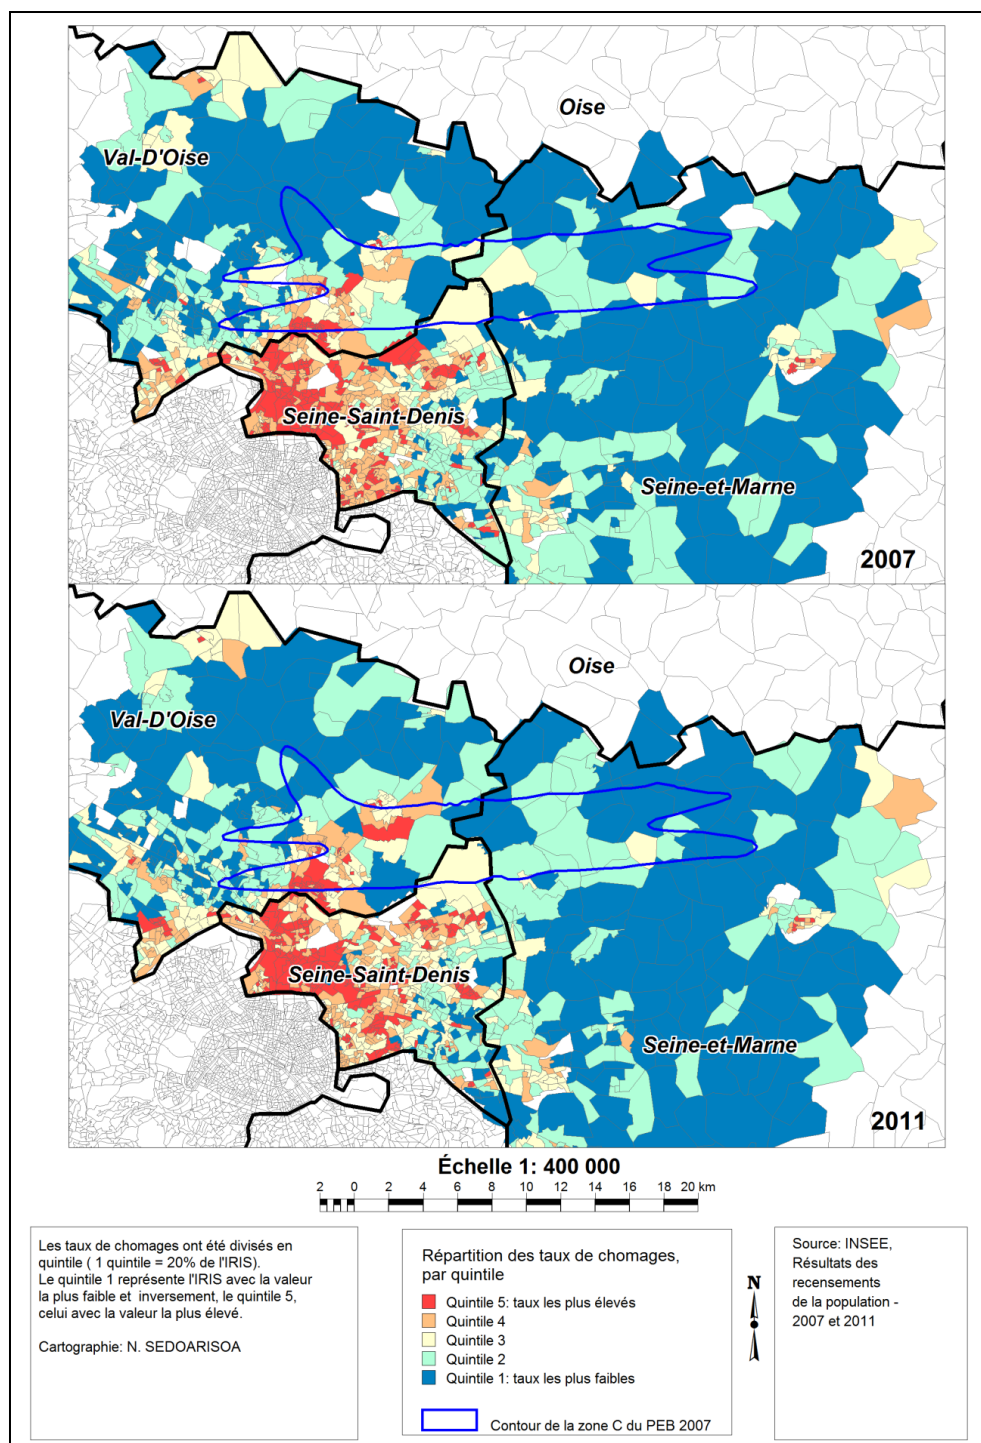 Oise
Val-D'Oise
Seine-Saint-Denis
Seine-et-Marne
2007
Oise
Val-D'Oise
Seine-Saint-Denis
Seine-et-Marne
2011
Échelle 1: 400 000
2 0 2 4 6 8 10 12 14 16 18 20 km
Les taux de chomages ont été divisés en
quintile ( 1 quintile = 20% de l'IRIS).
Le quintile 1 représente l'IRIS avec la valeur
la plus faible et inversement, le quintile 5,
celui avec la valeur la plus élevé.
Cartographie: N. SEDOARISOA
Répartition des taux de chomages,
par quintile
Quintile 5: taux les plus élevés
Quintile 4
Quintile 3
Quintile 2
Quintile 1: taux les plus faibles
Contour de la zone C du PEB 2007
N
Source: INSEE,
Résultats des
recensements
de la population -
2007 et 2011